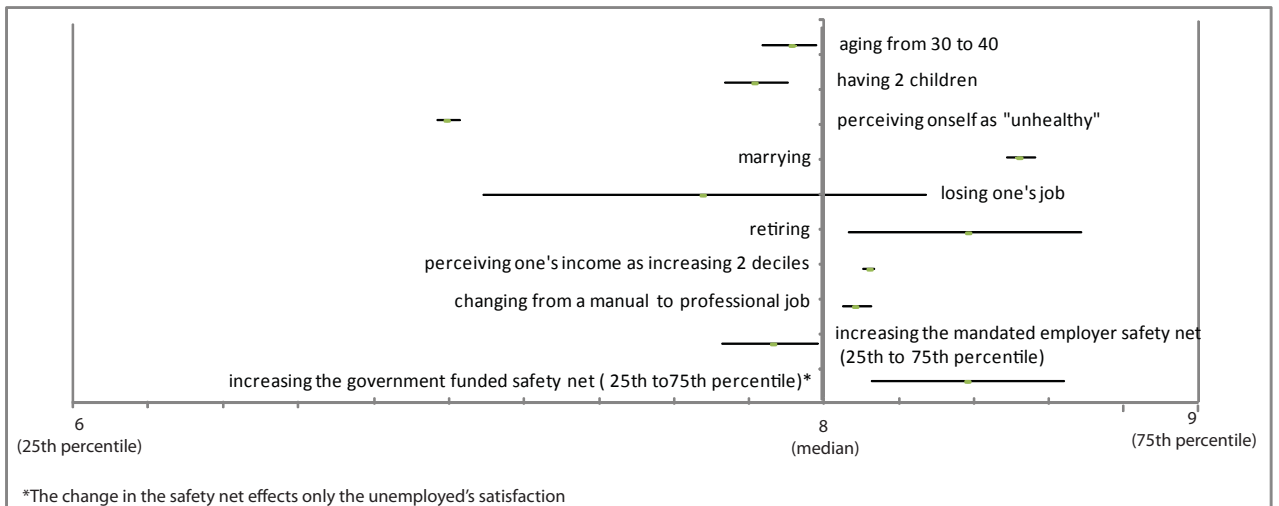 aging from 30 to 40
having 2 children
perceiving onself as "unhealthy"
marrying
losing one's job
retiring
perceiving one's income as increasing 2 deciles
changing from a manual to professional job
increasing the mandated employer safety net
(25th to 75th percentile)
increasing the government funded safety net ( 25th to75th percentile)*
6
(25th percentile)
8
(median)
9
(75th percentile)
*The change in the safety net effects only the unemployed's satisfaction